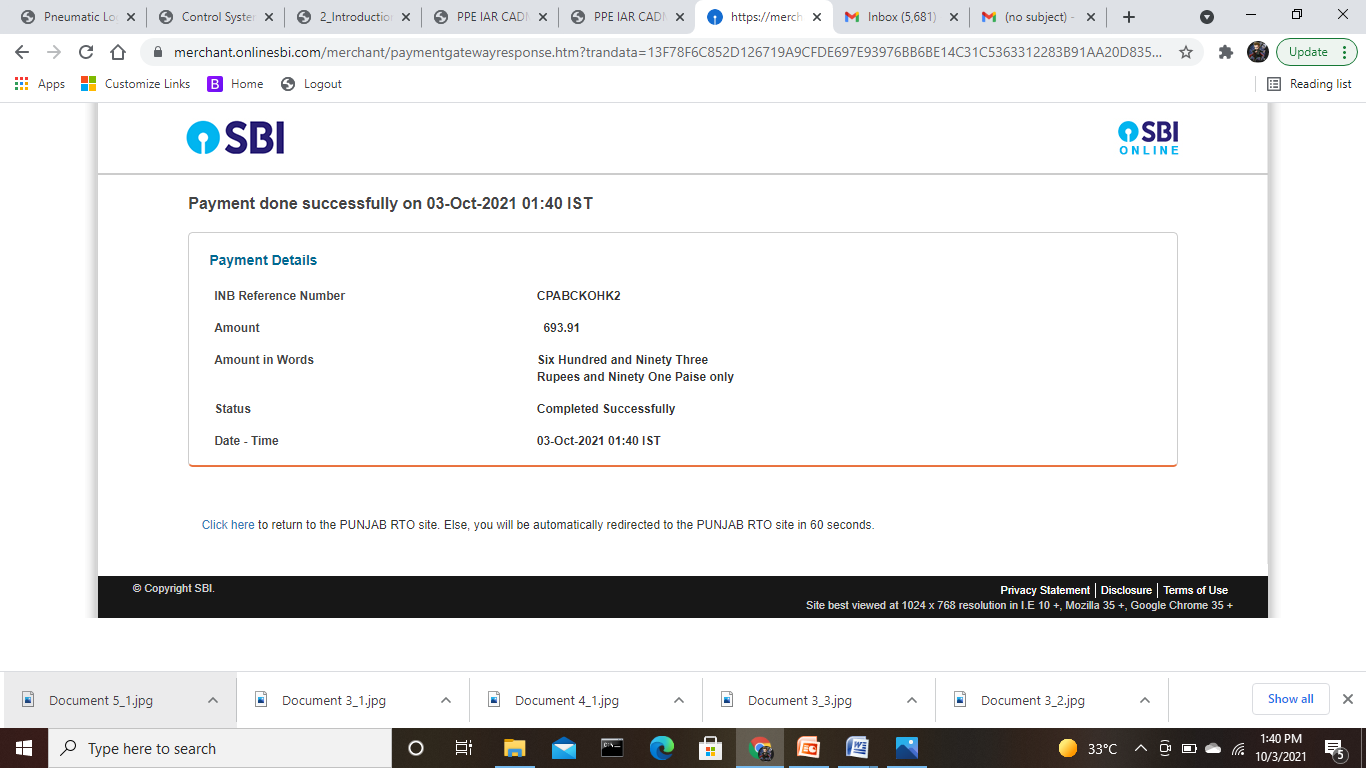 Pneumatic Lo
Control Syste
2_Introductio
PPE IAR CADM
PPE IAR CADM
https://merch
Inbox (5,681)
(no subject) -
merchant.onlinesbi.com/merchant/paymentgatewayresponse.htm?trandata=13F78F6C852D126719A9CFDE697E93976BB6BE14C31C5363312283B91AA20D835...
Update
Apps
Customize Links
B
Home
Logout
Reading list
SBI
SBI
ONLINE
Payment done successfully on 03-Oct-2021 01:40 IST
Payment Details
INB Reference Number CPABCKOHK2
Amount 693.91
Amount in Words Six Hundred and Ninety Three
Rupees and Ninety One Paise only
Status Completed Successfully
Date - Time 03-Oct-2021 01:40 IST
Click here to return to the PUNJAB RTO site. Else, you will be automatically redirected to the PUNJAB RTO site in 60 seconds.
© Copyright SBI.
Privacy Statement | Disclosure | Terms of Use
Site best viewed at 1024 x 768 resolution in I.E 10 +, Mozilla 35 +, Google Chrome 35 +
Document 5_1.jpg
Document 3_1.jpg
Document 4_1.jpg
Document 3_3.jpg
Document 3_2.jpg
Show all
Type here to search
33°C
1:40 PM
10/3/2021
5